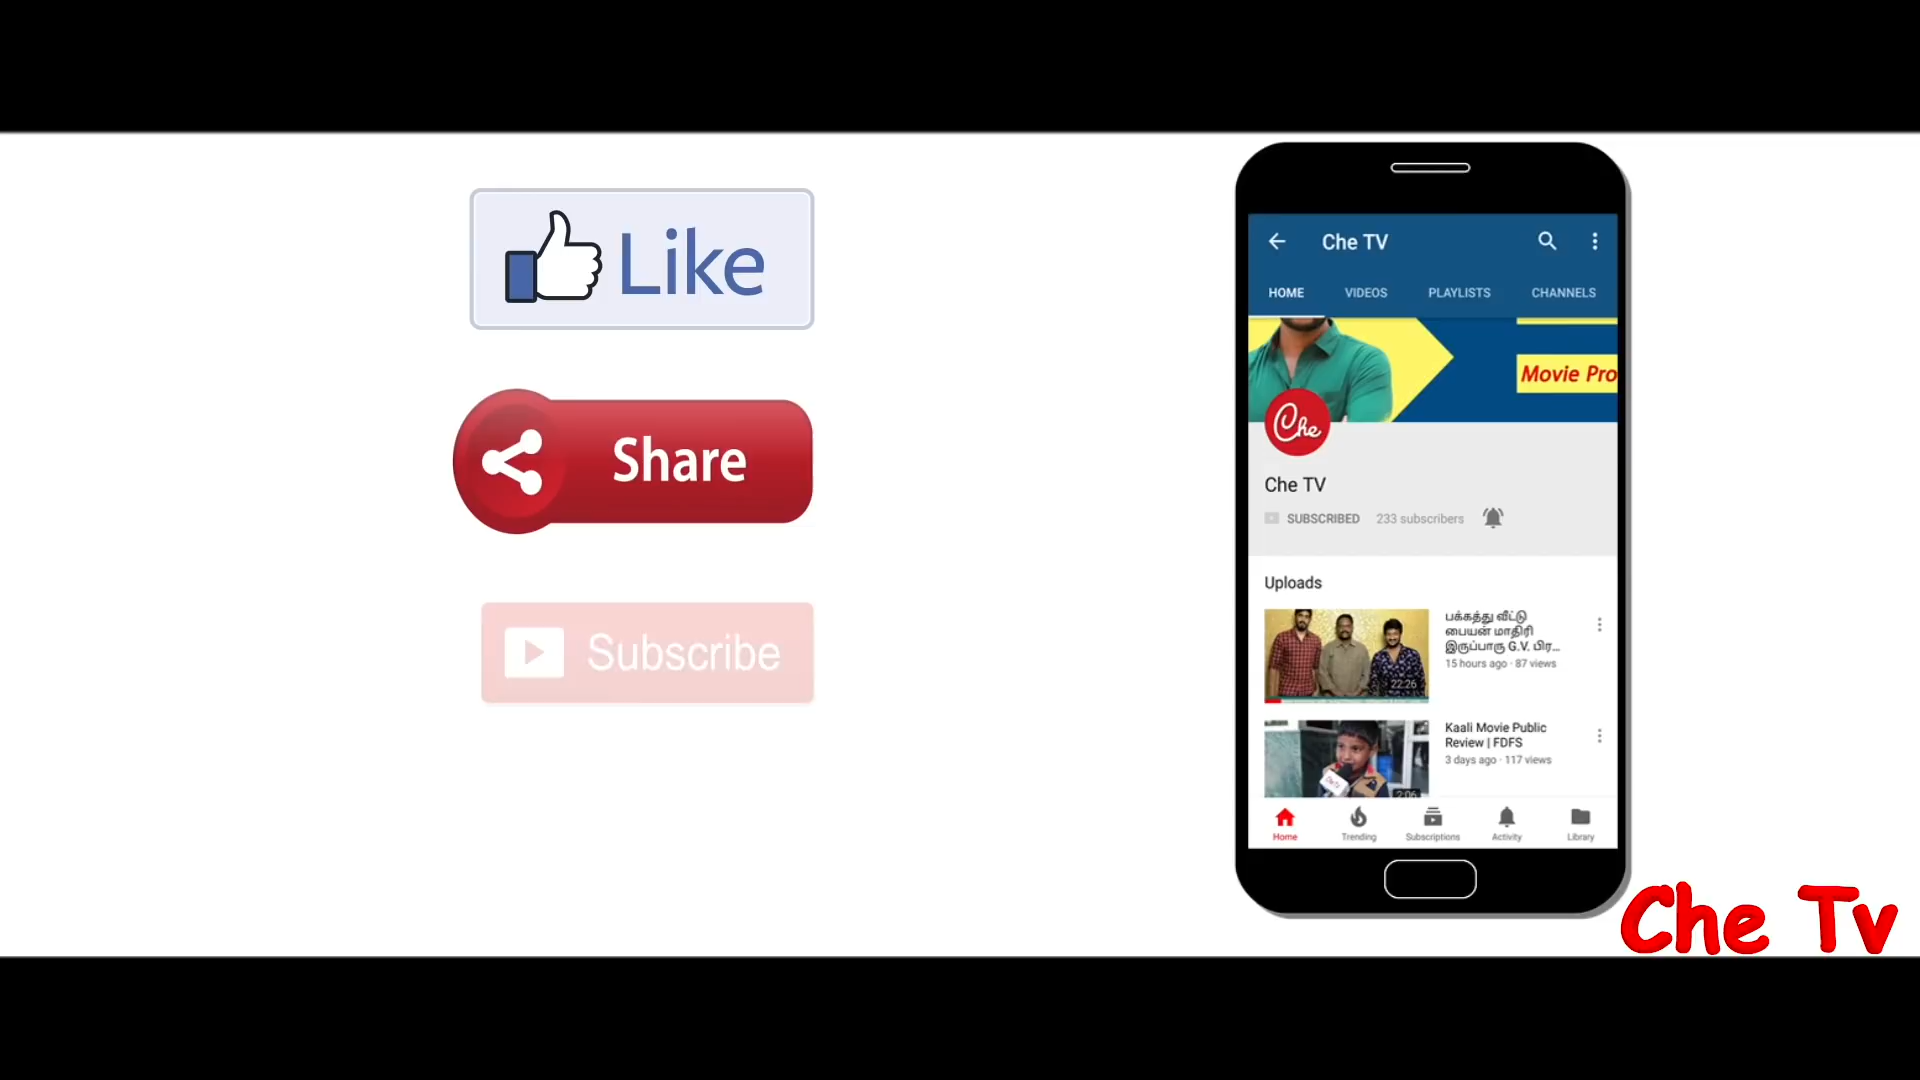 Like
Share
Subscribe
Che TV
HOME VIDEOS PLAYLISTS CHANNELS
Movie Pro
Che
Che TV
SUBSCRIBED 233 subscribers
Uploads
பக்கத்து வீட்டு
பையன் மாதிரி
இருப்பாரு G.V. பிர...
15 hours ago · 87 views
22:26
Kaali Movie Public
Review | FDFS
3 days ago · 117 views
2:06
Home Trending Subscriptions Activity Library
Che Tv